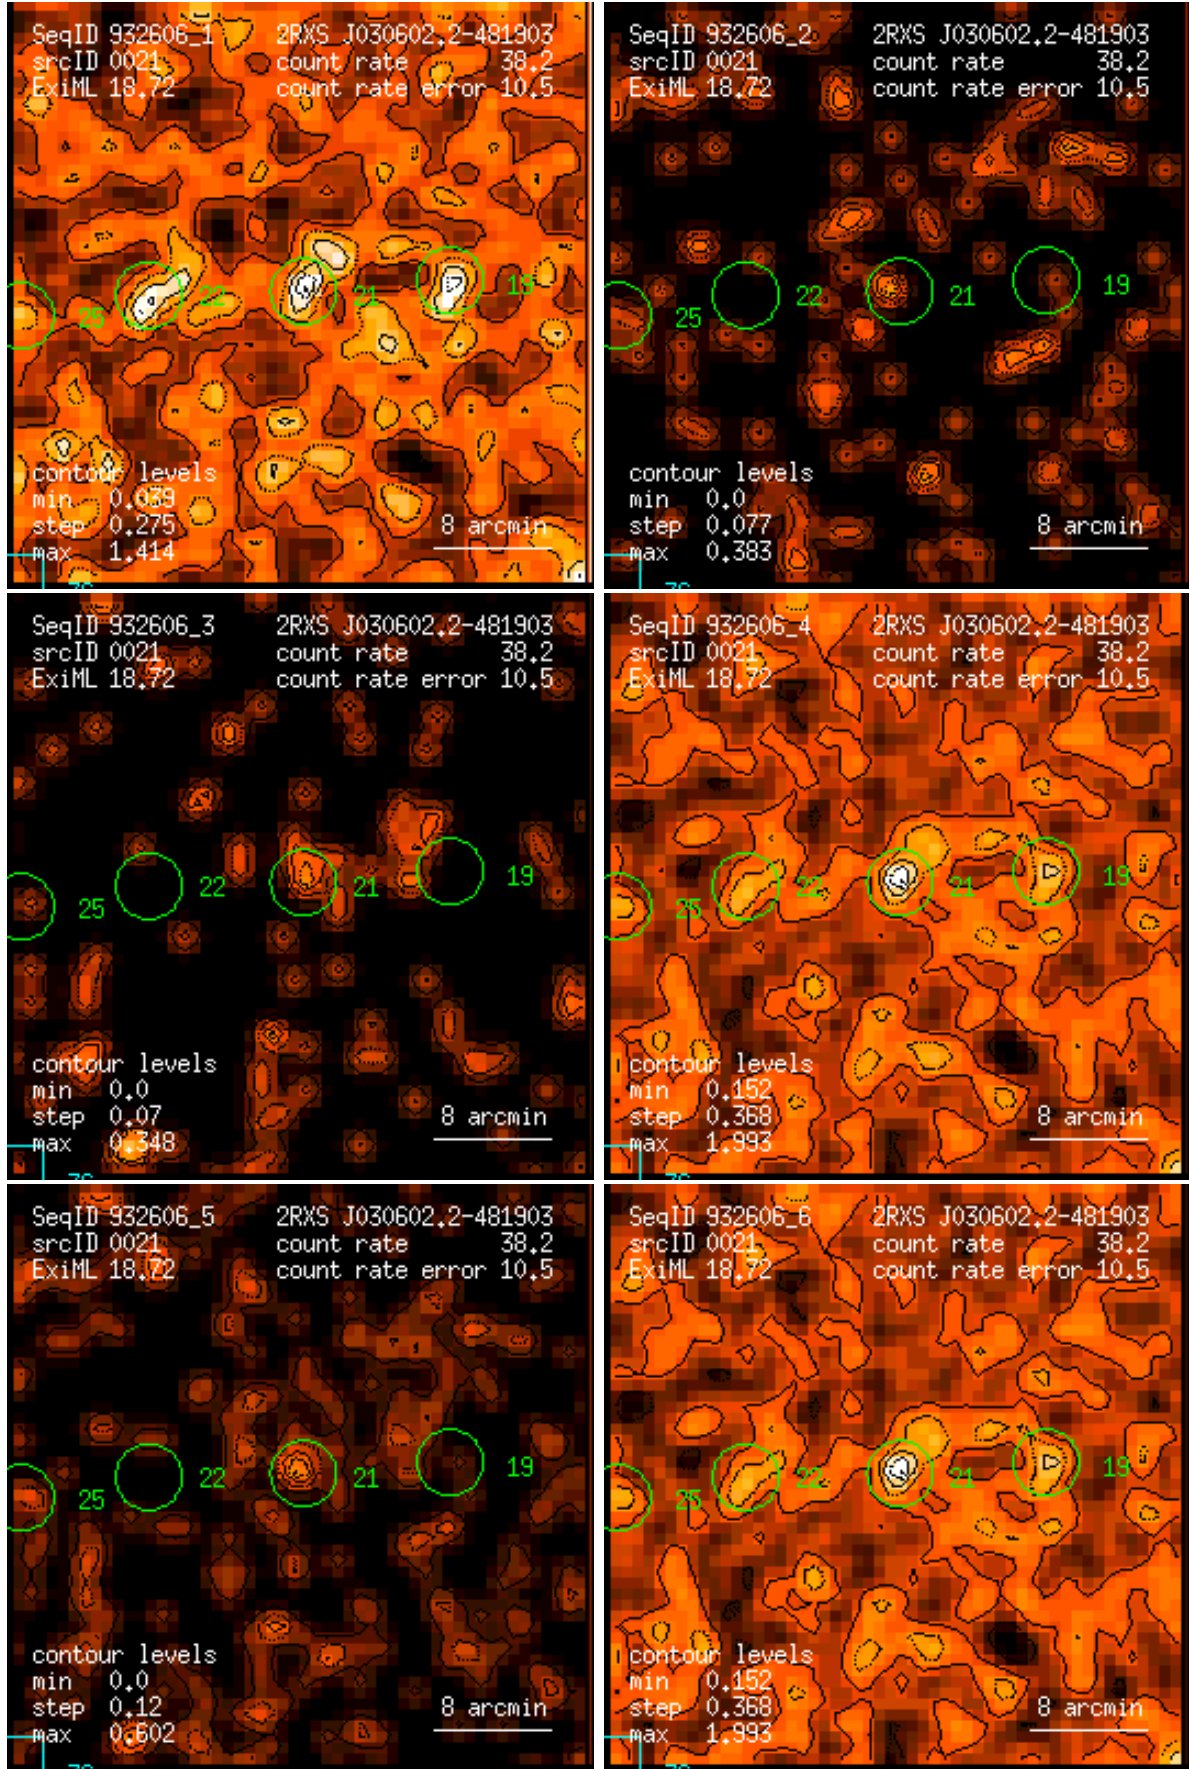 SeqID 932606_1 2RXS J030602.2-481903
srcID 0021 count rate 38.2
ExiML 18.72 count rate error 10.5
22 21 19
25
contour levels
min 0.039
step 0.275 8 arcmin
max 1.414
SeqID 932606_2 2RXS J030602.2-481903
srcID 0021 count rate 38.2
ExiML 18.72 count rate error 10.5
22 21 19
25
contour levels
min 0.0
step 0.077 8 arcmin
max 0.383
SeqID 932606_3 2RXS J030602.2-481903
srcID 0021 count rate 38.2
ExiML 18.72 count rate error 10.5
22 21 19
25
contour levels
min 0.0
step 0.07 8 arcmin
max 0.348
SeqID 932606_4 2RXS J030602.2-481903
srcID 0021 count rate 38.2
ExiML 18.72 count rate error 10.5
22 21 19
25
contour levels
min 0.152
step 0.368 8 arcmin
max 1.993
SeqID 932606_5 2RXS J030602.2-481903
srcID 0021 count rate 38.2
ExiML 18.72 count rate error 10.5
22 21 19
25
contour levels
min 0.0
step 0.12 8 arcmin
max 0.602
SeqID 932606_6 2RXS J030602.2-481903
srcID 0021 count rate 38.2
ExiML 18.72 count rate error 10.5
22 21 19
25
contour levels
min 0.152
step 0.368 8 arcmin
max 1.993